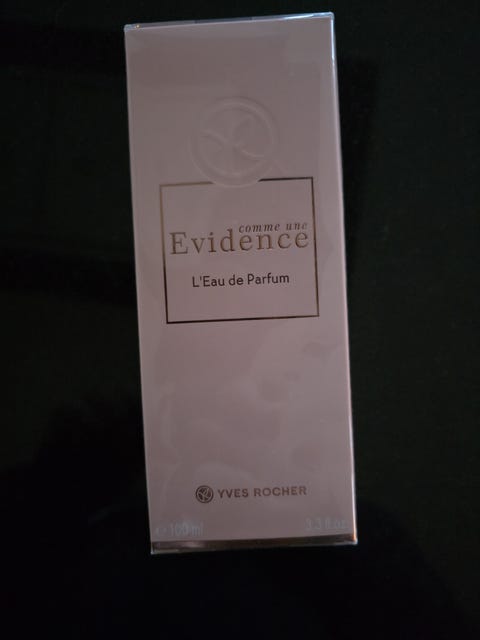 comme une
Evidence
L'Eau de Parfum
YVES ROCHER
e 100 ml 3.3 fl.oz.